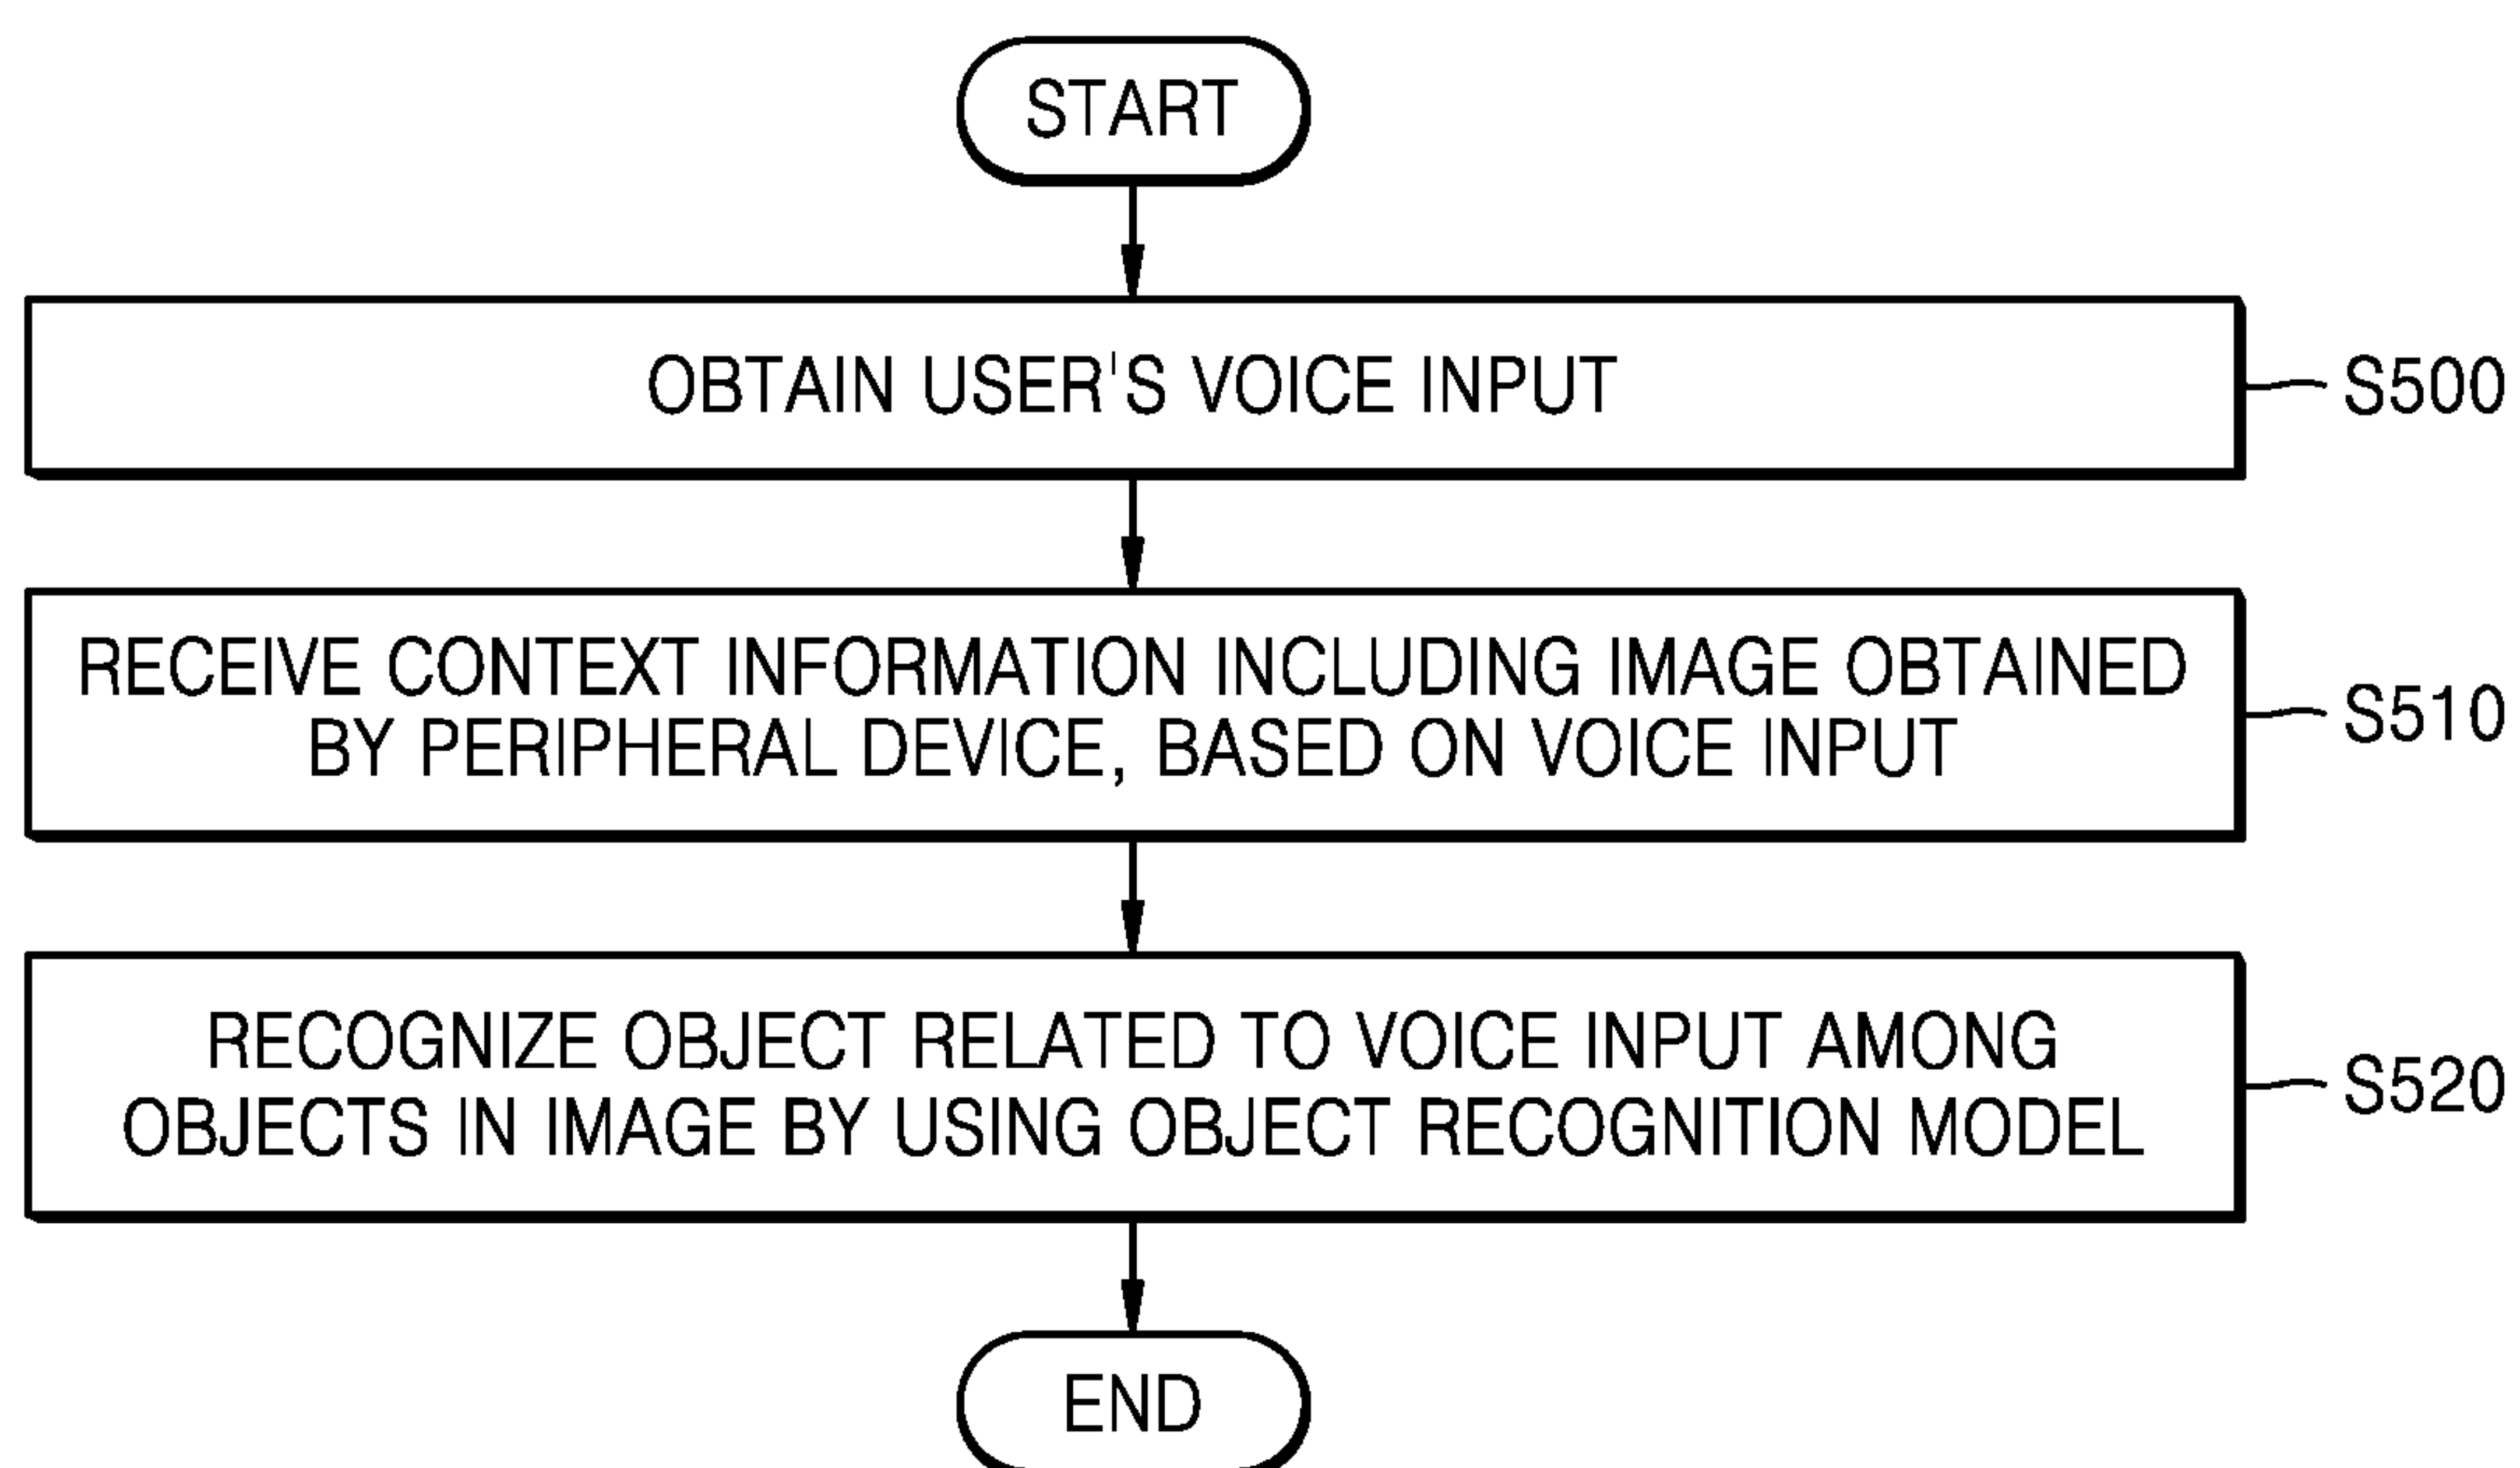 START
OBTAIN USER'S VOICE INPUT
S500
RECEIVE CONTEXT INFORMATION INCLUDING IMAGE OBTAINED
BY PERIPHERAL DEVICE, BASED ON VOICE INPUT
S510
RECOGNIZE OBJECT RELATED TO VOICE INPUT AMONG
OBJECTS IN IMAGE BY USING OBJECT RECOGNITION MODEL
S520
END